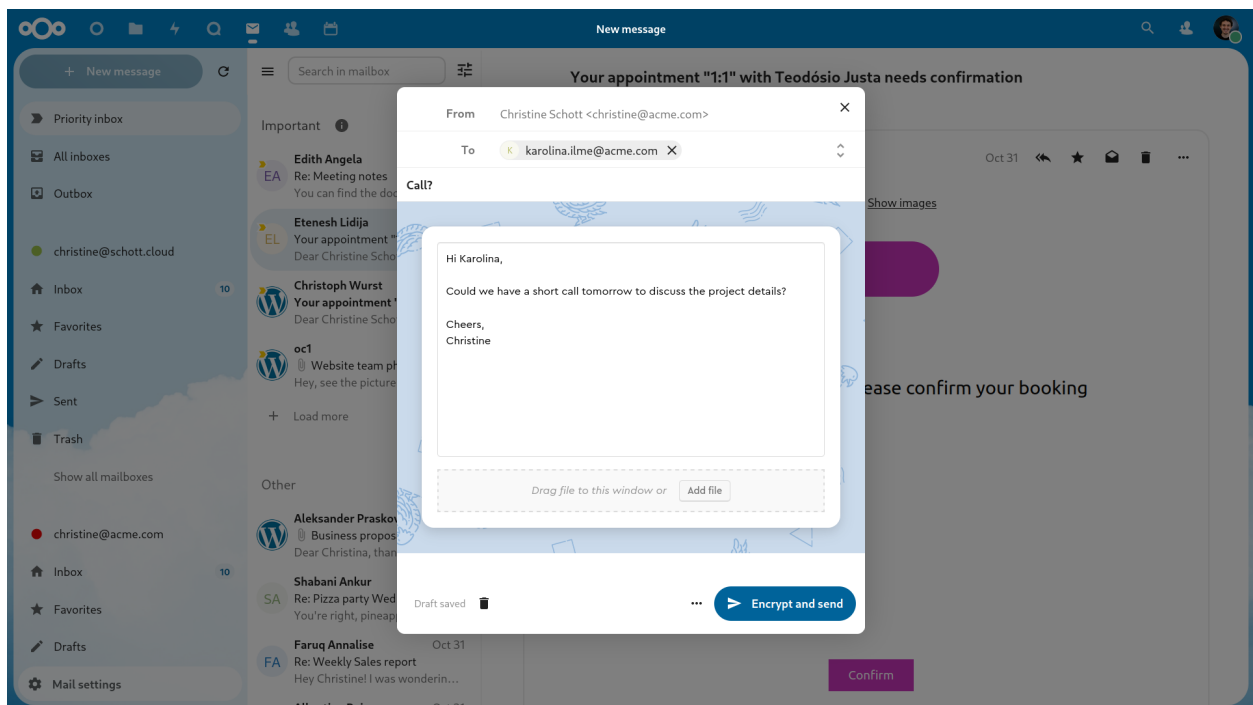 New message
+ New message
Search in mailbox
Priority inbox
All inboxes
Outbox
christine@schott.cloud
Inbox 10
Favorites
Drafts
Sent
Trash
Show all mailboxes
christine@acme.com
Inbox 10
Favorites
Drafts
Mail settings
Important
EA
Edith Angela
Re: Meeting notes
You can find the doc
EL
Etenesh Lidija
Your appointment "
Dear Christine Scho
Christoph Wurst
Your appointment "
Dear Christine Scho
oc1
Website team ph
Hey, see the picture
+ Load more
Other
Aleksander Praskov
Business propos
Dear Christina, than
SA
Shabani Ankur
Re: Pizza party Wed
You're right, pineap
FA
Faruq Annalise Oct 31
Re: Weekly Sales report
Hey Christine! I was wonderin…
Your appointment "1:1" with Teodósio Justa needs confirmation
Oct 31
Show images
ease confirm your booking
Confirm
From Christine Schott <christine@acme.com>
To K karolina.ilme@acme.com
Call?
Hi Karolina,
Could we have a short call tomorrow to discuss the project details?
Cheers,
Christine
Drag file to this window or Add file
Draft saved
Encrypt and send